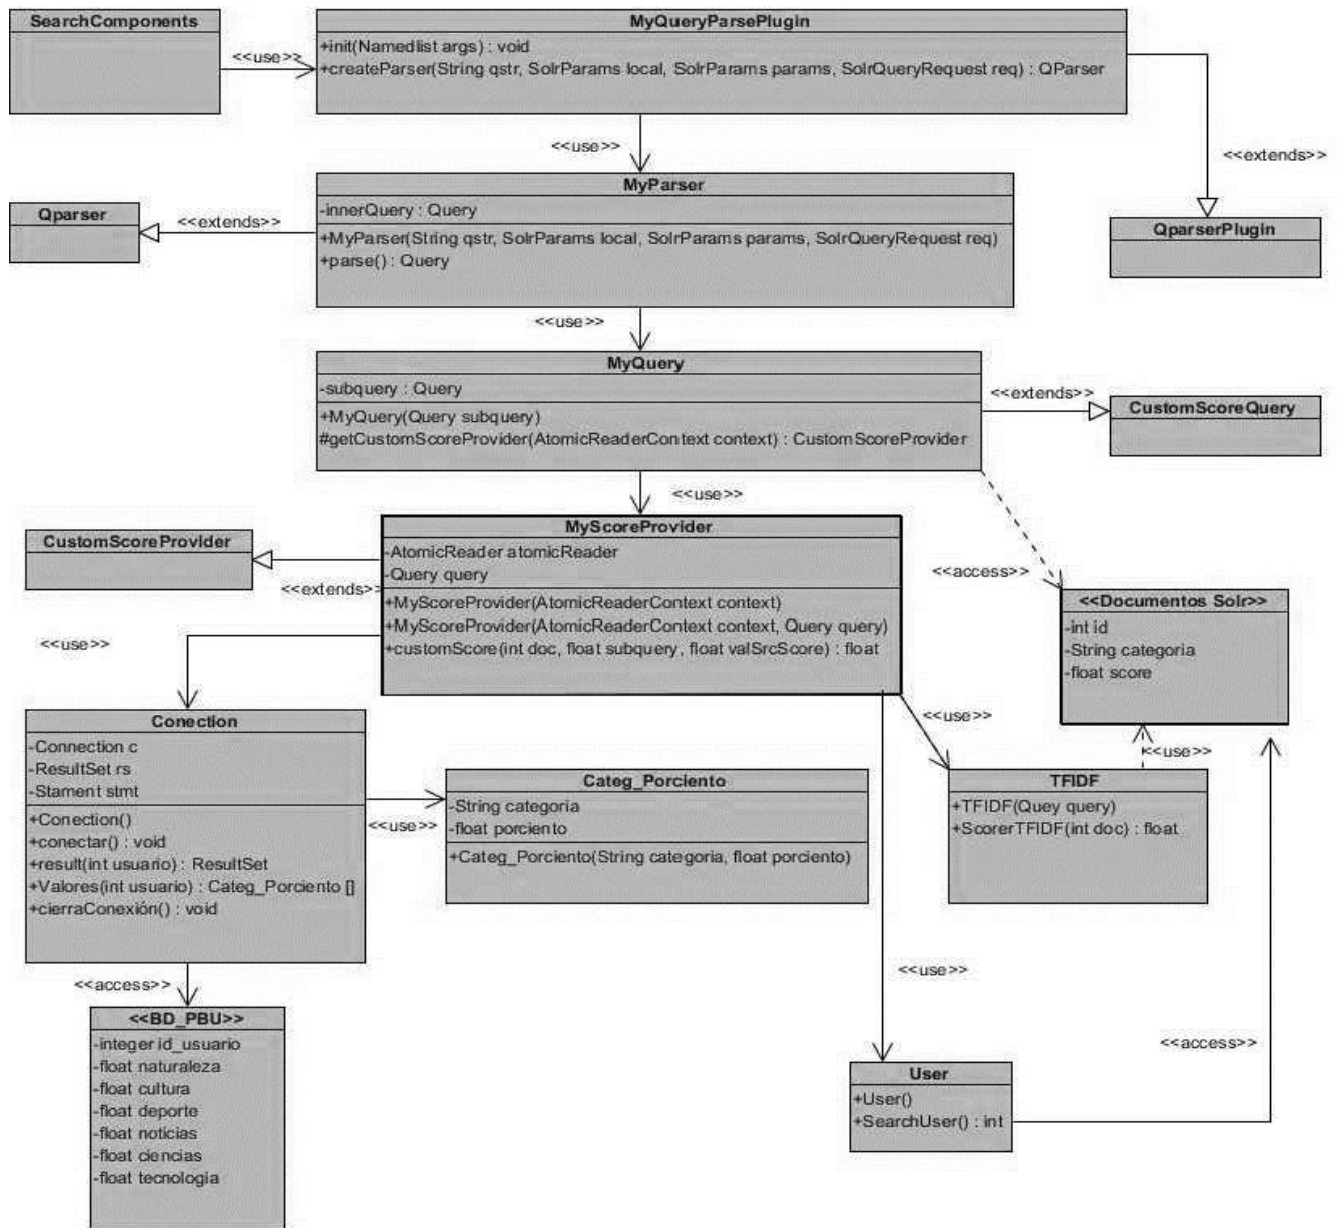 SearchComponents
<<use>>
MyQueryParsePlugin
+init(Namedlist args) : void
+createParser(String qstr, SolrParams local, SolrParams params, SolrQueryRequest req) : QParser
<<use>>
<<extends>>
MyParser
-innerQuery : Query
+MyParser(String qstr, SolrParams local, SolrParams params, SolrQueryRequest req)
+parse() : Query
Qparser
<<extends>>
QparserPlugin
<<use>>
MyQuery
-subquery : Query
+MyQuery(Query subquery)
#getCustomScoreProvider(AtomicReaderContext context) : CustomScoreProvider
<<extends>>
CustomScoreQuery
<<use>>
MyScoreProvider
-AtomicReader atomicReader
-Query query
+MyScoreProvider(AtomicReaderContext context)
+MyScoreProvider(AtomicReaderContext context, Query query)
+customScore(int doc, float subquery, float valSrcScore) : float
CustomScoreProvider
<<extends>>
<<access>>
<<Documentos Solr>>
-int id
-String categoria
-float score
<<use>>
Conection
-Connection c
-ResultSet rs
-Stament stmt
+Conection()
+conectar() : void
+result(int usuario) : ResultSet
+Valores(int usuario) : Categ_Porciento []
+cierraConexión() : void
<<use>>
Categ_Porciento
-String categoria
-float porciento
+Categ_Porciento(String categoria, float porciento)
<<use>>
<<use>>
TFIDF
+TFIDF(Quey query)
+ScorerTFIDF(int doc) : float
<<access>>
<<BD_PBU>>
-integer id_usuario
-float naturaleza
-float cultura
-float deporte
-float noticias
-float ciencias
-float tecnologia
<<use>>
User
+User()
+SearchUser() : int
<<access>>